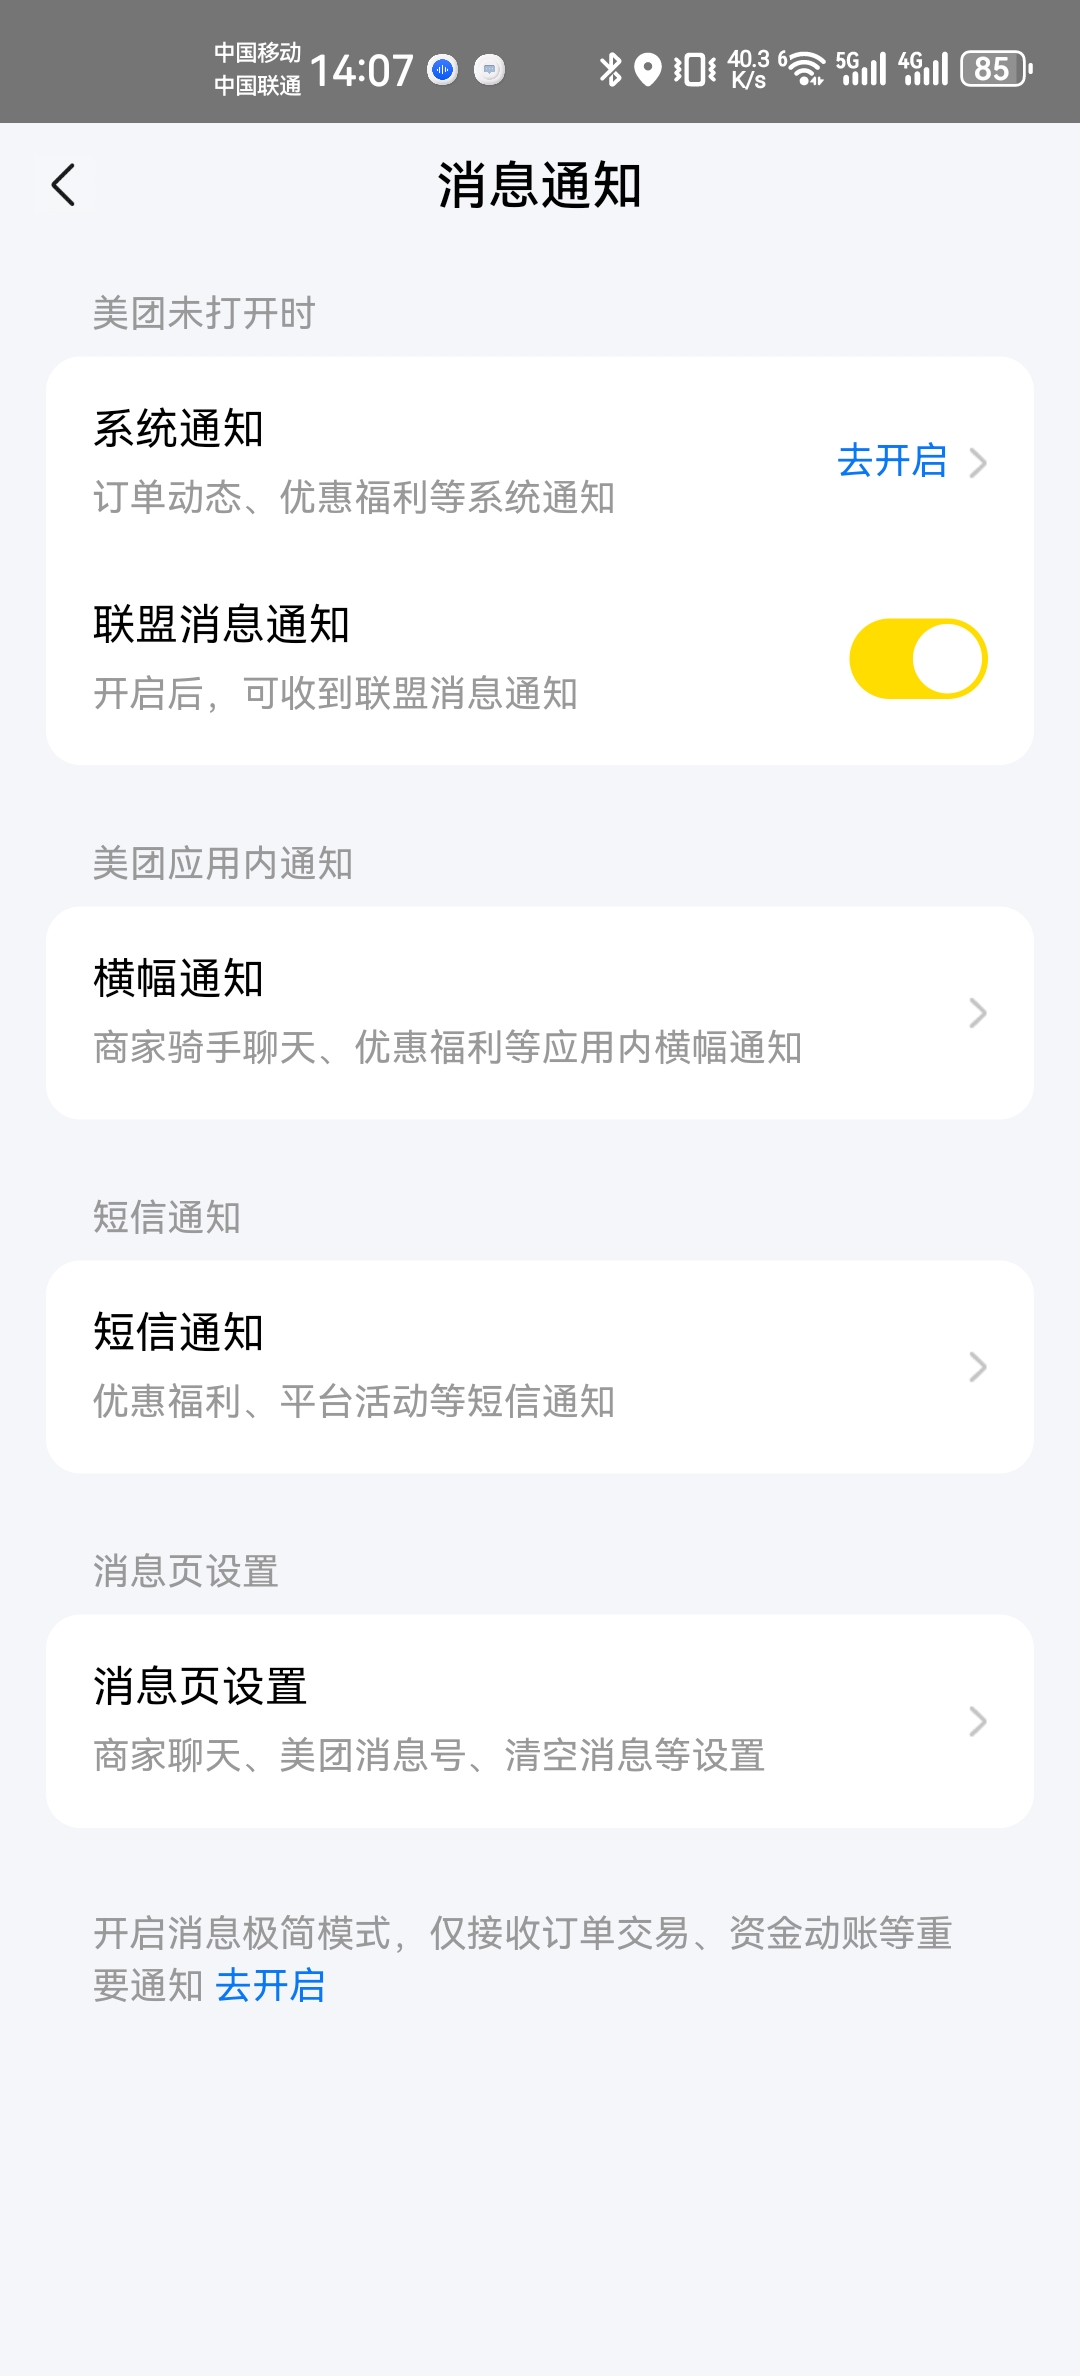 中国移动
中国联通
14:07
40.3
K/s
6
5G
4G
85
消息通知
美团未打开时
系统通知
订单动态、优惠福利等系统通知
去开启
联盟消息通知
开启后，可收到联盟消息通知
美团应用内通知
横幅通知
商家骑手聊天、优惠福利等应用内横幅通知
短信通知
短信通知
优惠福利、平台活动等短信通知
消息页设置
消息页设置
商家聊天、美团消息号、清空消息等设置
开启消息极简模式，仅接收订单交易、资金动账等重
要通知 去开启